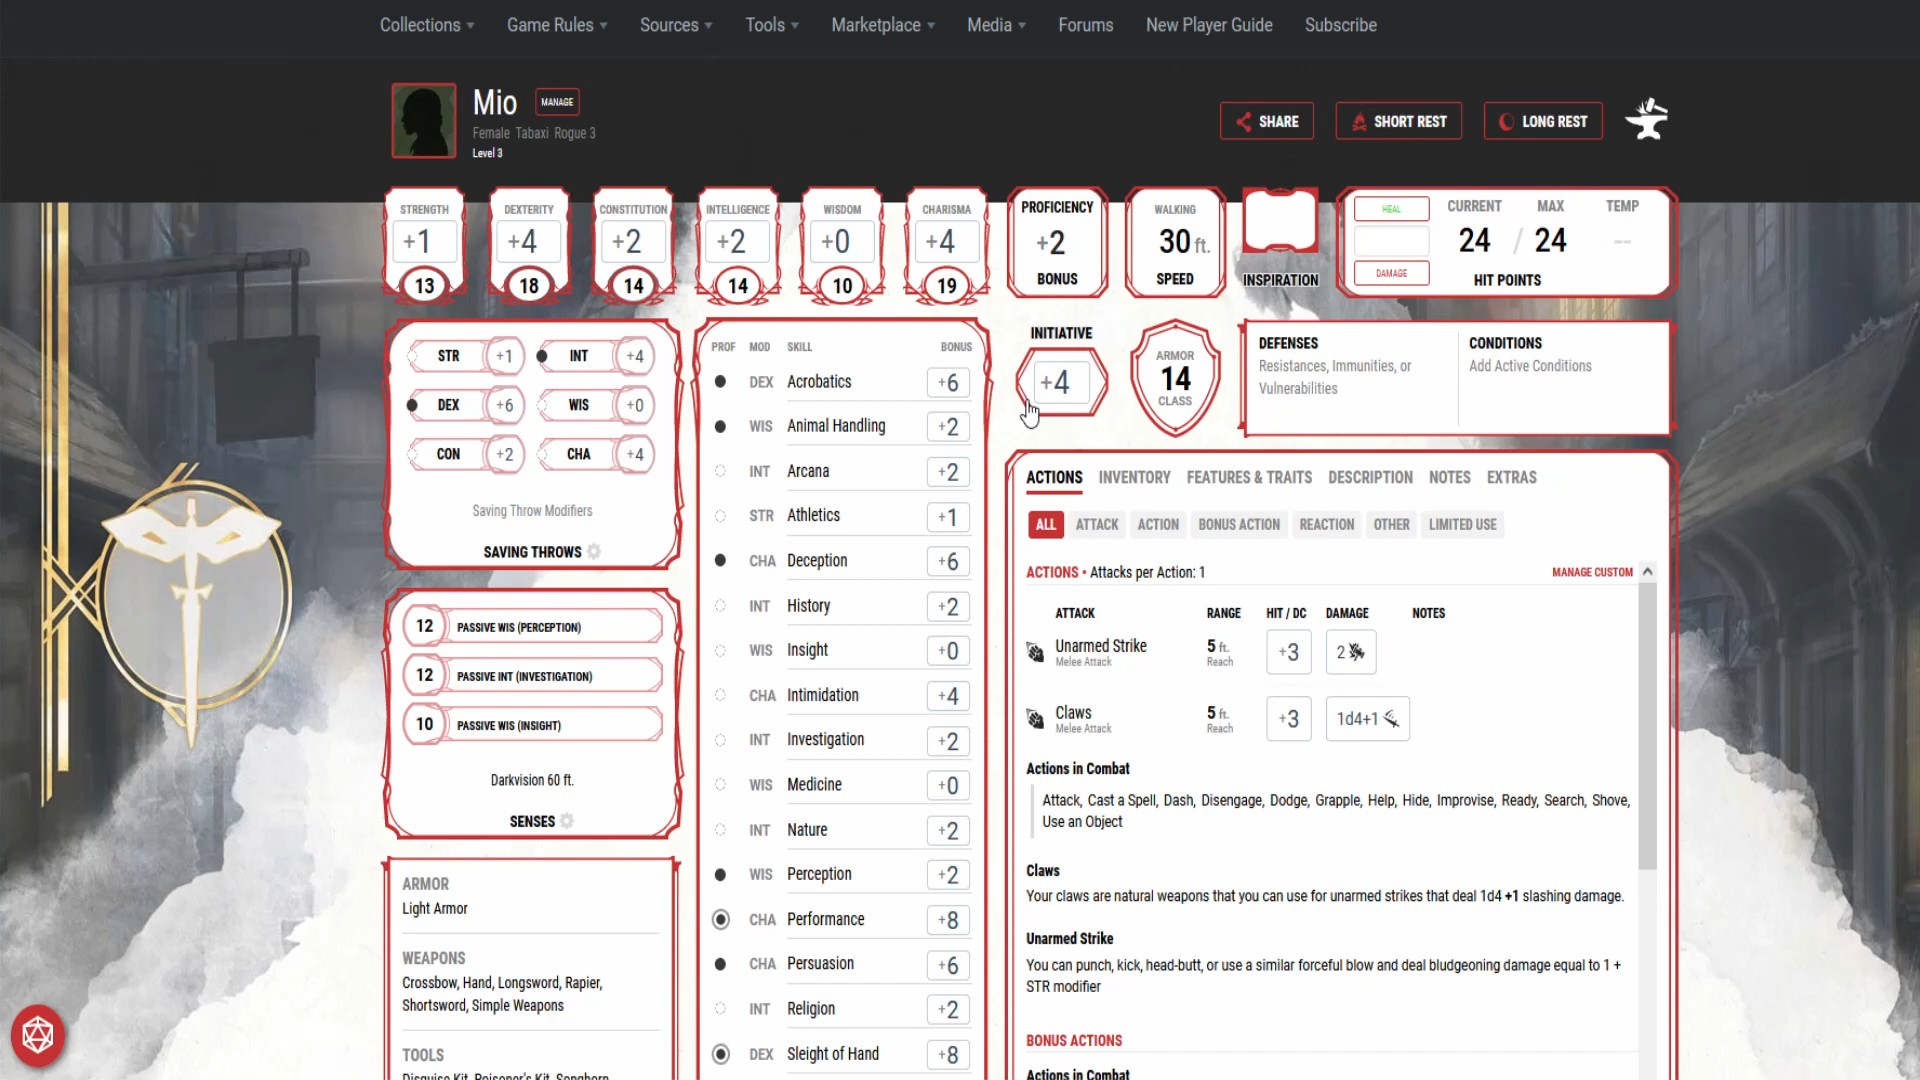 Collections Game Rules Sources Tools Marketplace Media Forums New Player Guide Subscribe
Mio MANAGE
Female Tabaxi Rogue 3
Level 3
SHARE SHORT REST LONG REST
STRENGTH +1 13
DEXTERITY +4 18
CONSTITUTION +2 14
INTELLIGENCE +2 14
WISDOM +0 10
CHARISMA +4 19
PROFICIENCY +2 BONUS
WALKING 30 ft. SPEED
INSPIRATION
HEAL
DAMAGE
CURRENT MAX TEMP
24 / 24 --
HIT POINTS
STR +1 INT +4
DEX +6 WIS +0
CON +2 CHA +4
Saving Throw Modifiers
SAVING THROWS
12 PASSIVE WIS (PERCEPTION)
12 PASSIVE INT (INVESTIGATION)
10 PASSIVE WIS (INSIGHT)
Darkvision 60 ft.
SENSES
ARMOR
Light Armor
WEAPONS
Crossbow, Hand, Longsword, Rapier,
Shortsword, Simple Weapons
TOOLS
Disguise Kit, Poisoner's Kit, Songhorn
PROF MOD SKILL BONUS
DEX Acrobatics +6
WIS Animal Handling +2
INT Arcana +2
STR Athletics +1
CHA Deception +6
INT History +2
WIS Insight +0
CHA Intimidation +4
INT Investigation +2
WIS Medicine +0
INT Nature +2
WIS Perception +2
CHA Performance +8
CHA Persuasion +6
INT Religion +2
DEX Sleight of Hand +8
INITIATIVE
+4
ARMOR
14
CLASS
DEFENSES
Resistances, Immunities, or
Vulnerabilities
CONDITIONS
Add Active Conditions
ACTIONS INVENTORY FEATURES & TRAITS DESCRIPTION NOTES EXTRAS
ALL ATTACK ACTION BONUS ACTION REACTION OTHER LIMITED USE
ACTIONS • Attacks per Action: 1 MANAGE CUSTOM
ATTACK RANGE HIT / DC DAMAGE NOTES
Unarmed Strike 5 ft. +3 2
Melee Attack Reach
Claws 5 ft. +3 1d4+1
Melee Attack Reach
Actions in Combat
Attack, Cast a Spell, Dash, Disengage, Dodge, Grapple, Help, Hide, Improvise, Ready, Search, Shove,
Use an Object
Claws
Your claws are natural weapons that you can use for unarmed strikes that deal 1d4 +1 slashing damage.
Unarmed Strike
You can punch, kick, head-butt, or use a similar forceful blow and deal bludgeoning damage equal to 1 +
STR modifier
BONUS ACTIONS
Actions in Combat